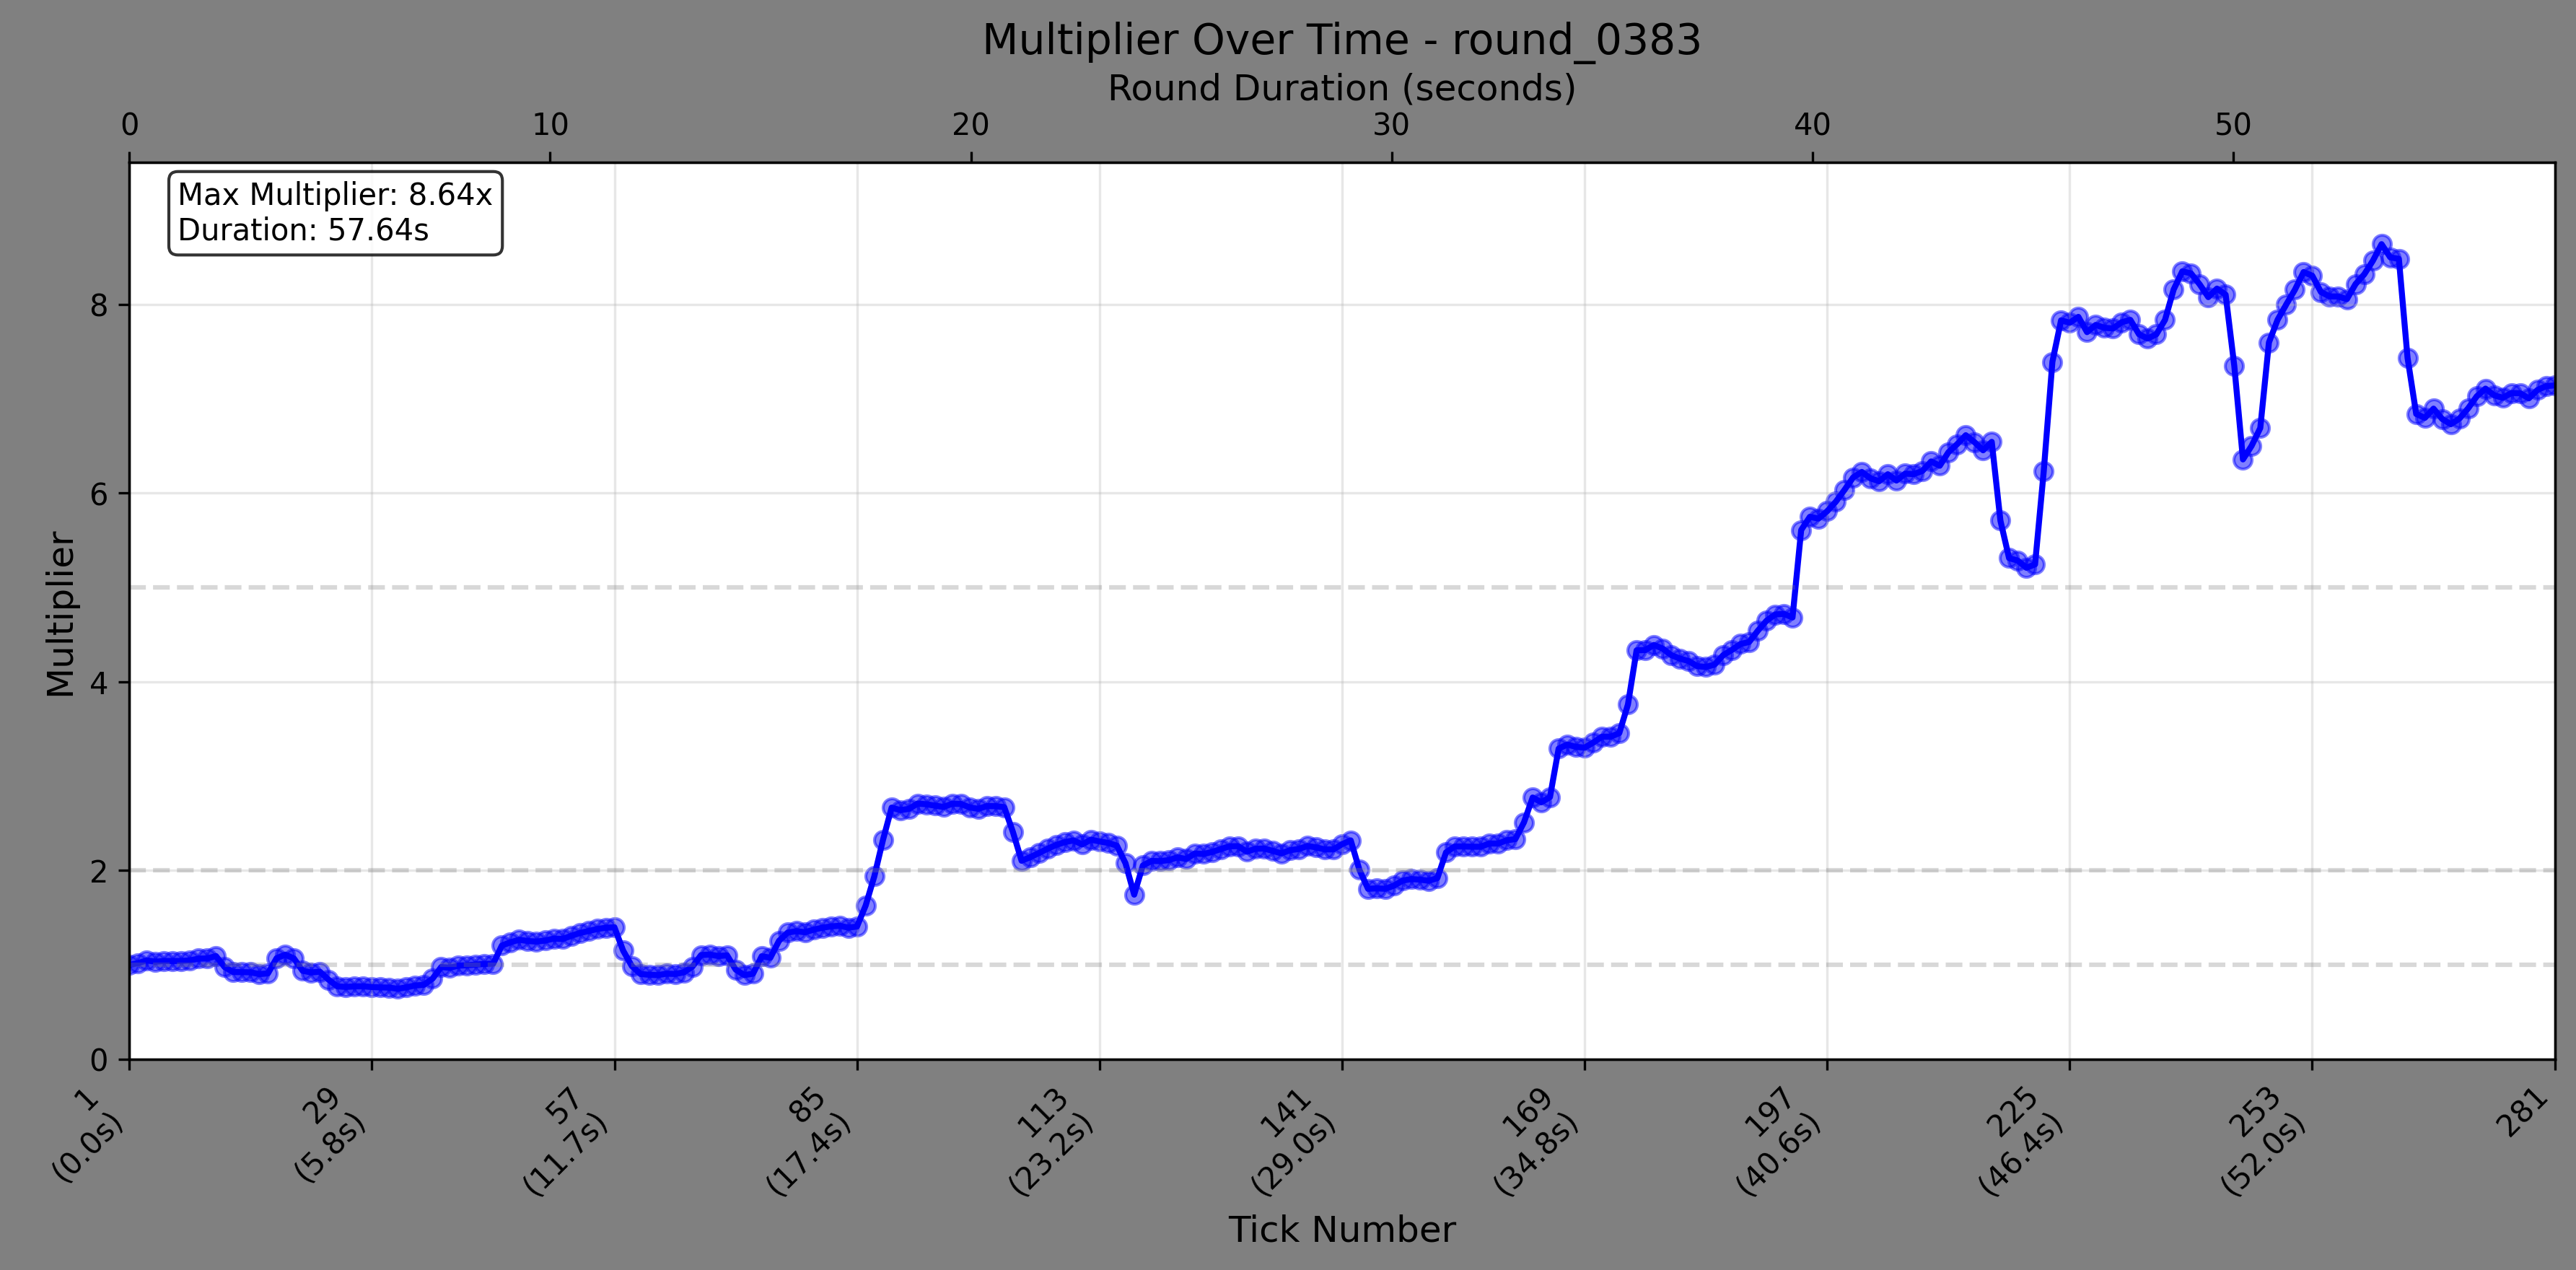 Multiplier Over Time - round_0383
Round Duration (seconds)
0 10 20 30 40 50
Max Multiplier: 8.64x
Duration: 57.64s
Multiplier
8
6
4
2
0
1
(0.0s)
29
(5.8s)
57
(11.7s)
85
(17.4s)
113
(23.2s)
141
(29.0s)
169
(34.8s)
197
(40.6s)
225
(46.4s)
253
(52.0s)
281
Tick Number